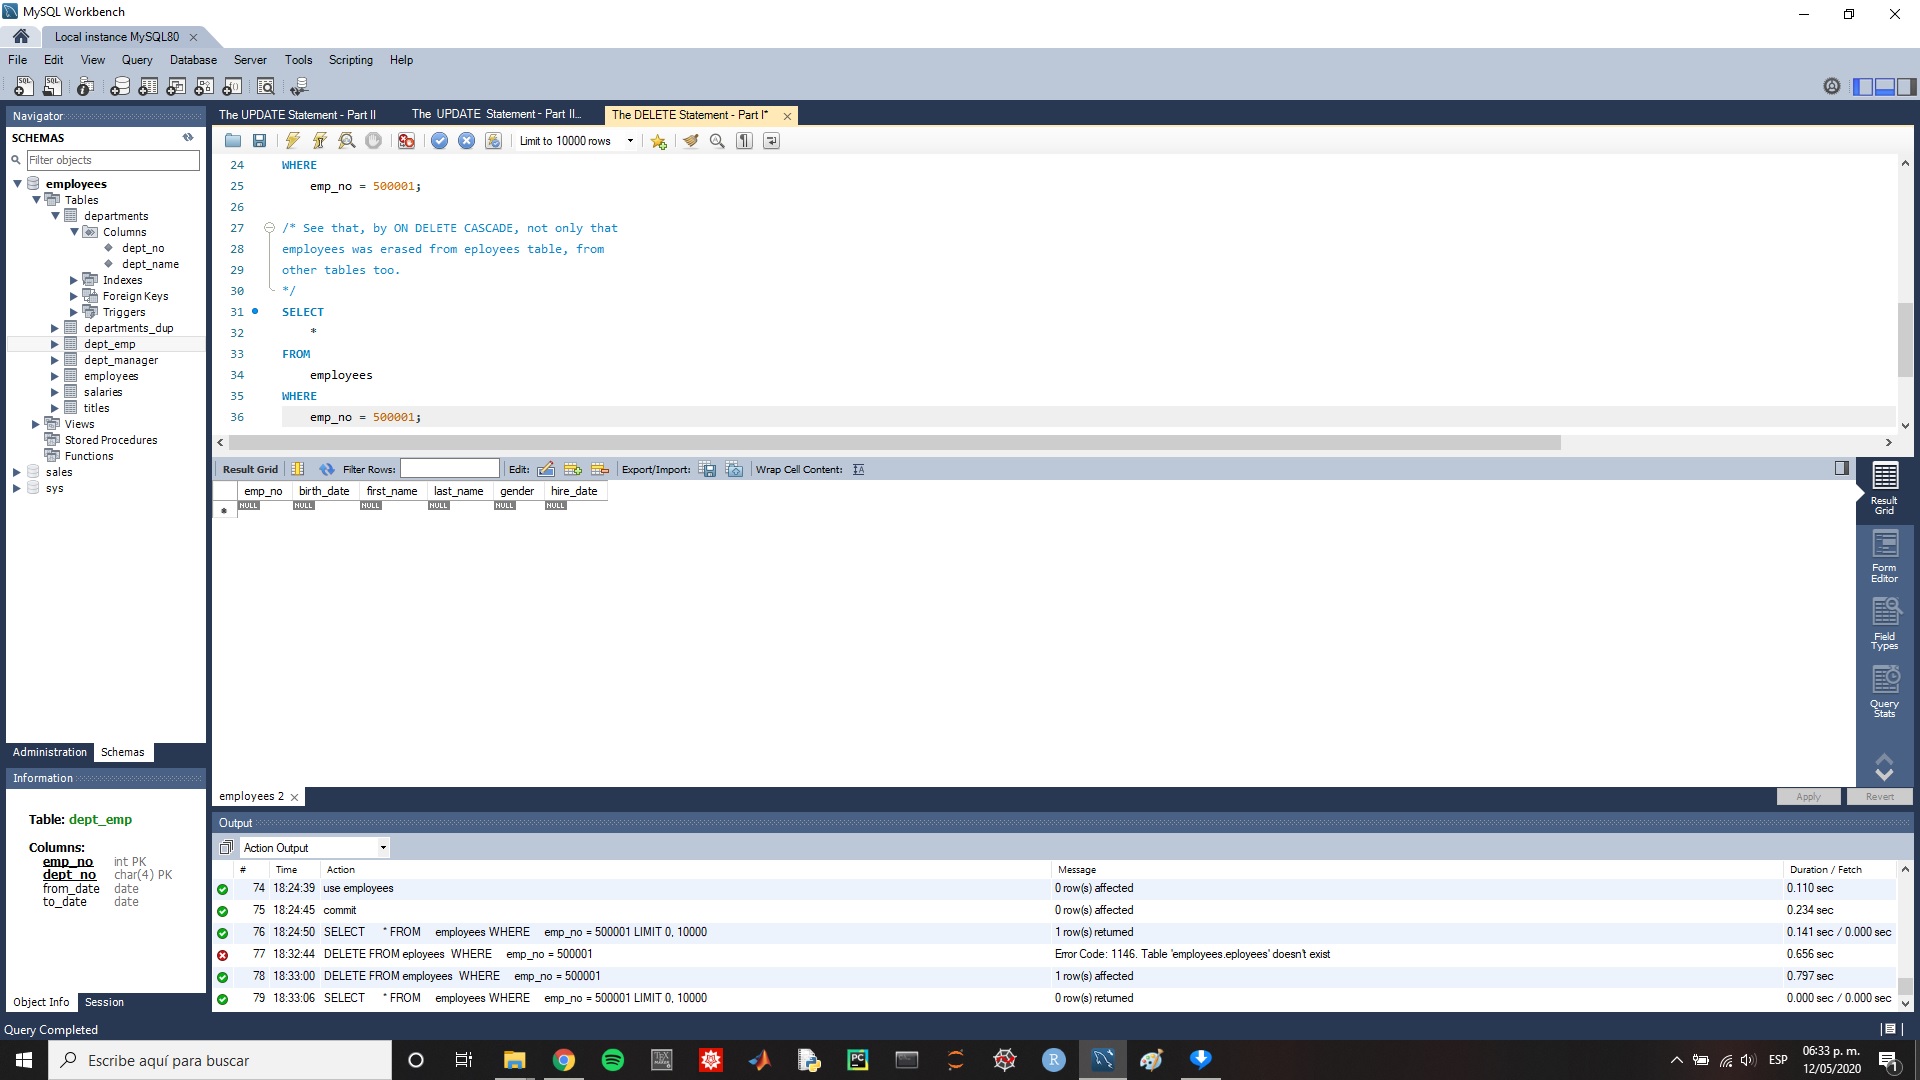 MySQL Workbench
Local instance MySQL80
File Edit View Query Database Server Tools Scripting Help
Navigator
SCHEMAS
Filter objects
employees
Tables
departments
Columns
dept_no
dept_name
Indexes
Foreign Keys
Triggers
departments_dup
dept_emp
dept_manager
employees
salaries
titles
Views
Stored Procedures
Functions
sales
sys
Administration Schemas
Information
Table: dept_emp
Columns:
emp_no int PK
dept_no char(4) PK
from_date date
to_date date
Object Info Session
The UPDATE Statement - Part II The UPDATE Statement - Part II... The DELETE Statement - Part I*
Limit to 10000 rows
24 WHERE
25 emp_no = 500001;
26
27 /* See that, by ON DELETE CASCADE, not only that
28 employees was erased from eployees table, from
29 other tables too.
30 */
31 SELECT
32 *
33 FROM
34 employees
35 WHERE
36 emp_no = 500001;
Result Grid Filter Rows: Edit: Export/Import: Wrap Cell Content:
emp_no birth_date first_name last_name gender hire_date
NULL NULL NULL NULL NULL NULL
Result
Grid
Form
Editor
Field
Types
Query
Stats
employees 2
Apply Revert
Output
Action Output
# Time Action Message Duration / Fetch
74 18:24:39 use employees 0 row(s) affected 0.110 sec
75 18:24:45 commit 0 row(s) affected 0.234 sec
76 18:24:50 SELECT * FROM employees WHERE emp_no = 500001 LIMIT 0, 10000 1 row(s) returned 0.141 sec / 0.000 sec
77 18:32:44 DELETE FROM eployees WHERE emp_no = 500001 Error Code: 1146. Table 'employees.eployees' doesn't exist 0.656 sec
78 18:33:00 DELETE FROM employees WHERE emp_no = 500001 1 row(s) affected 0.797 sec
79 18:33:06 SELECT * FROM employees WHERE emp_no = 500001 LIMIT 0, 10000 0 row(s) returned 0.000 sec / 0.000 sec
Query Completed
Escribe aquí para buscar
ESP
06:33 p. m.
12/05/2020
1